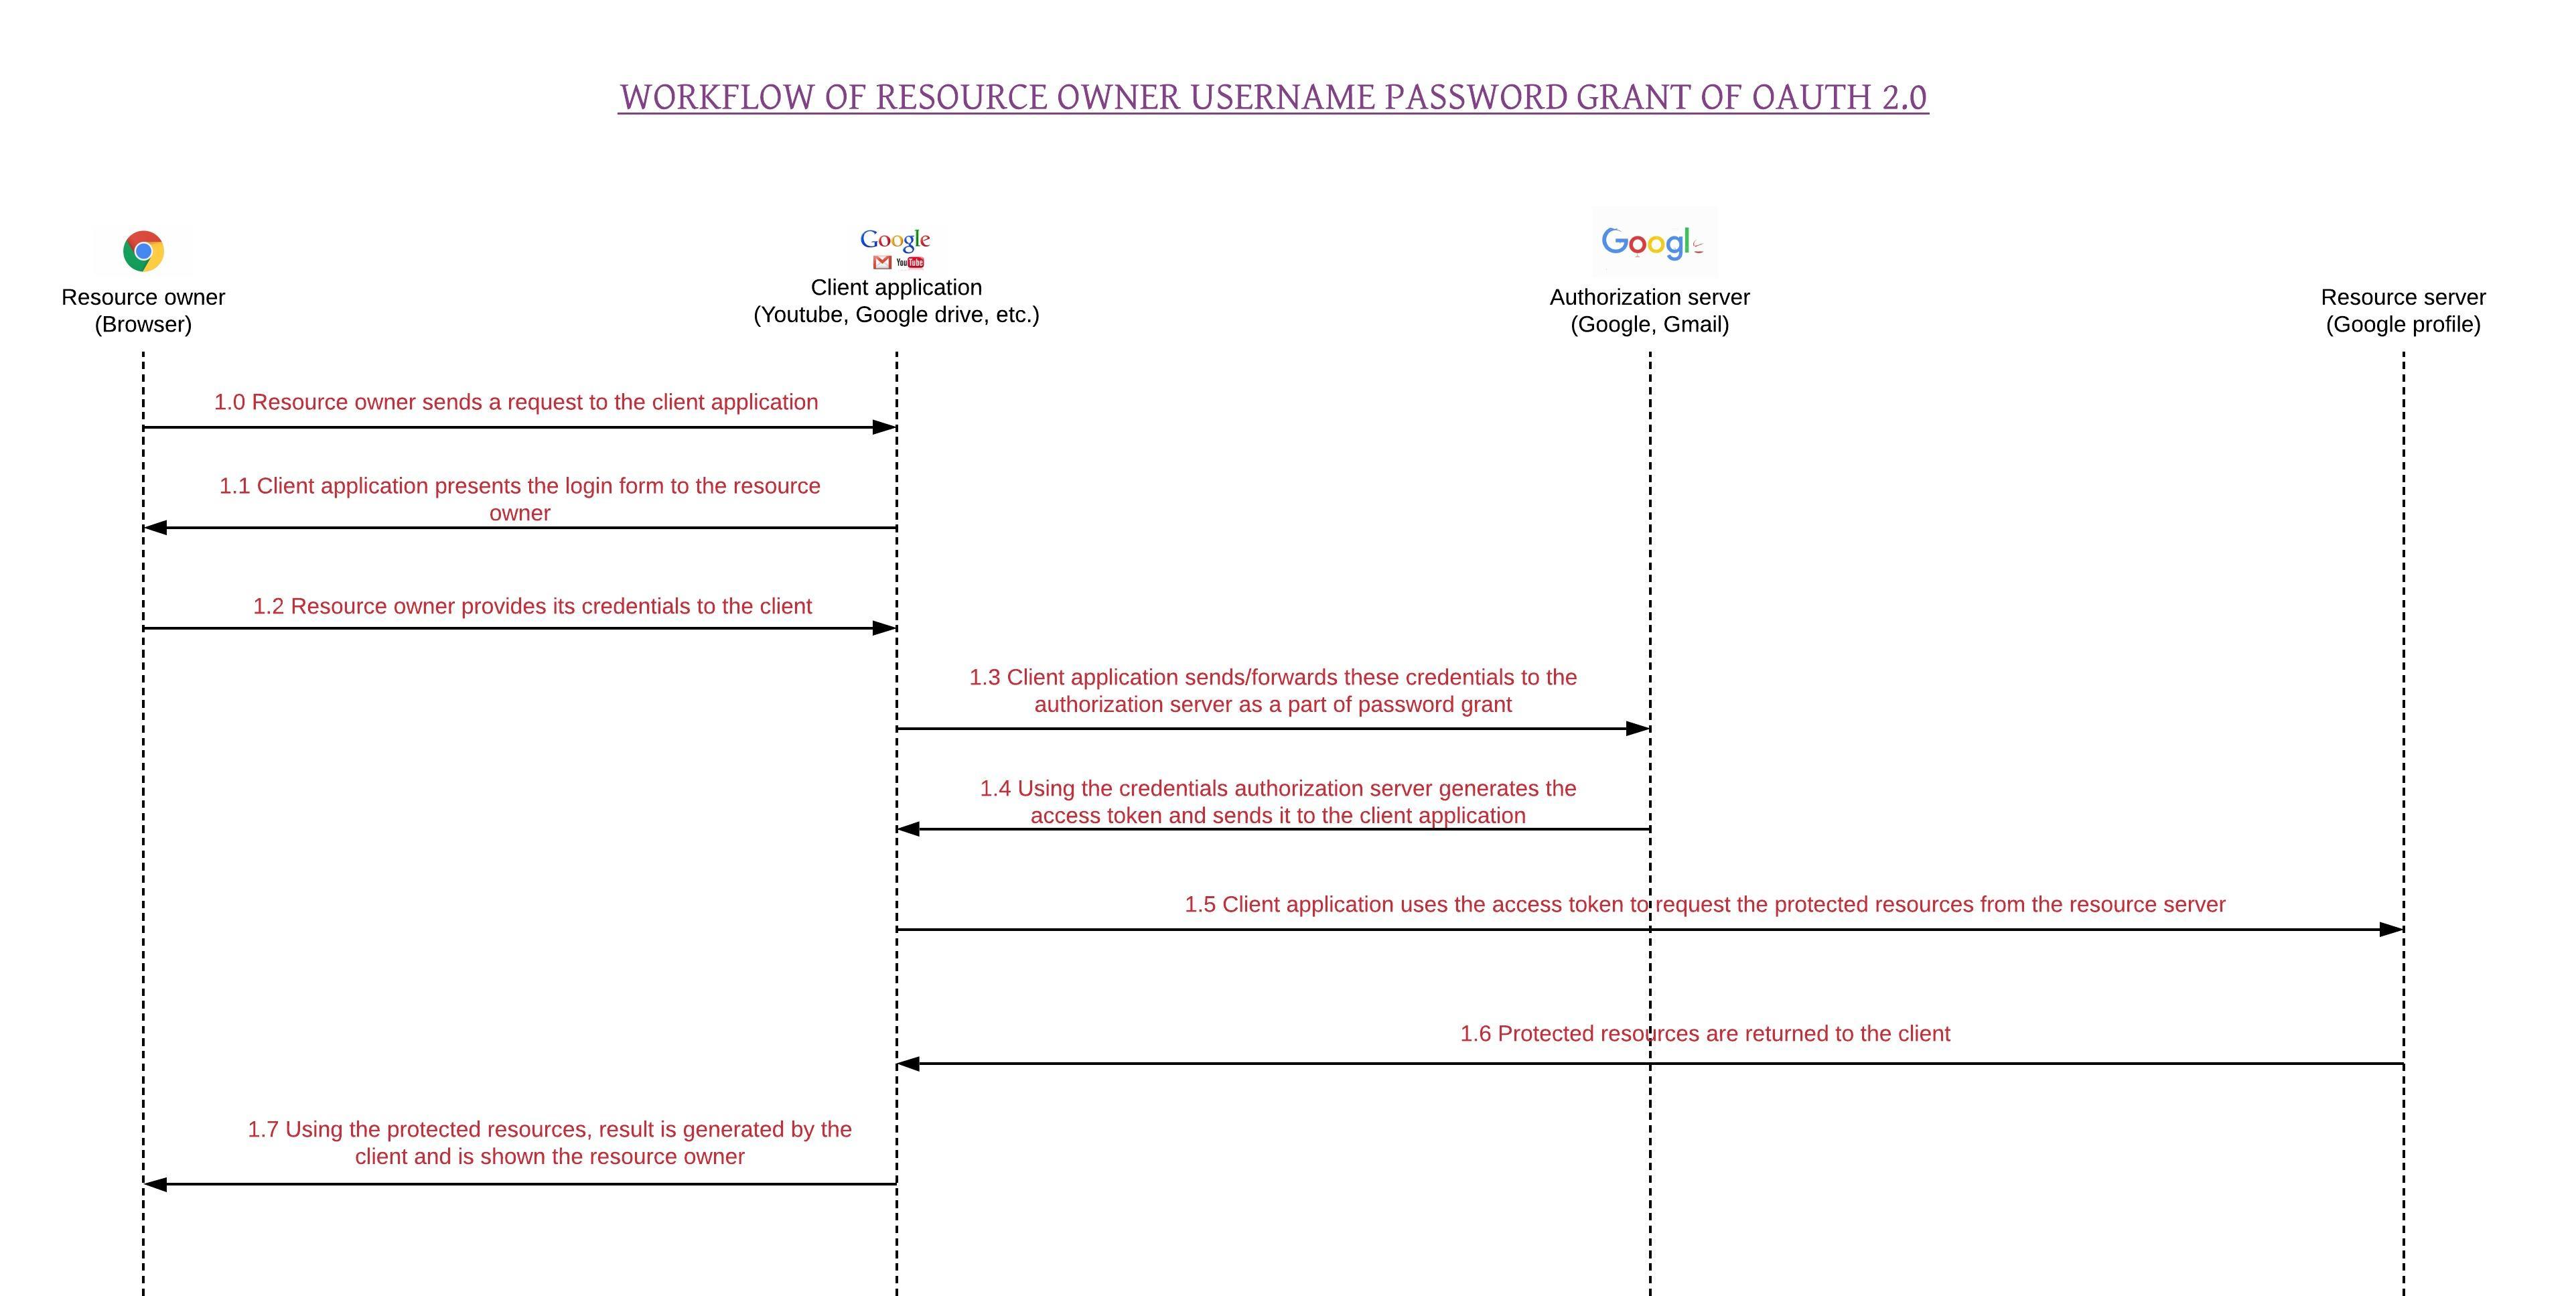 WORKFLOW OF RESOURCE OWNER USERNAME PASSWORD GRANT OF OAUTH 2.0
Google
YouTube
Googl
Resource owner
(Browser)
Client application
(Youtube, Google drive, etc.)
Authorization server
(Google, Gmail)
Resource server
(Google profile)
1.0 Resource owner sends a request to the client application
1.1 Client application presents the login form to the resource
owner
1.2 Resource owner provides its credentials to the client
1.3 Client application sends/forwards these credentials to the
authorization server as a part of password grant
1.4 Using the credentials authorization server generates the
access token and sends it to the client application
1.5 Client application uses the access token to request the protected resources from the resource server
1.6 Protected resources are returned to the client
1.7 Using the protected resources, result is generated by the
client and is shown the resource owner